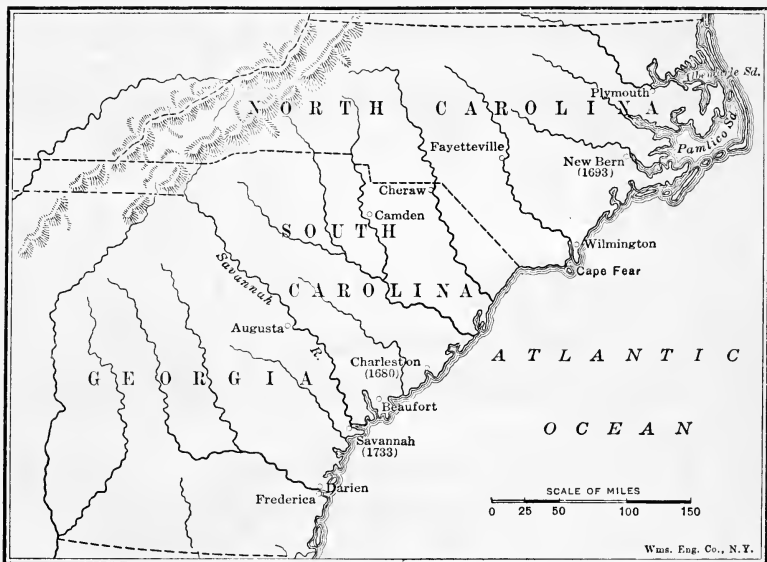 Albemarle Sd.
Plymouth
NORTH CAROLINA
Pamlico Sd.
Fayetteville
New Bern
(1693)
Cheraw
Camden
SOUTH
Wilmington
Cape Fear
Savannah R.
CAROLINA
Augusta
Charleston
(1680)
ATLANTIC
GEORGIA
Beaufort
OCEAN
Savannah
(1733)
Darien
Frederica
SCALE OF MILES
0 25 50 100 150
Wms. Eng. Co., N.Y.